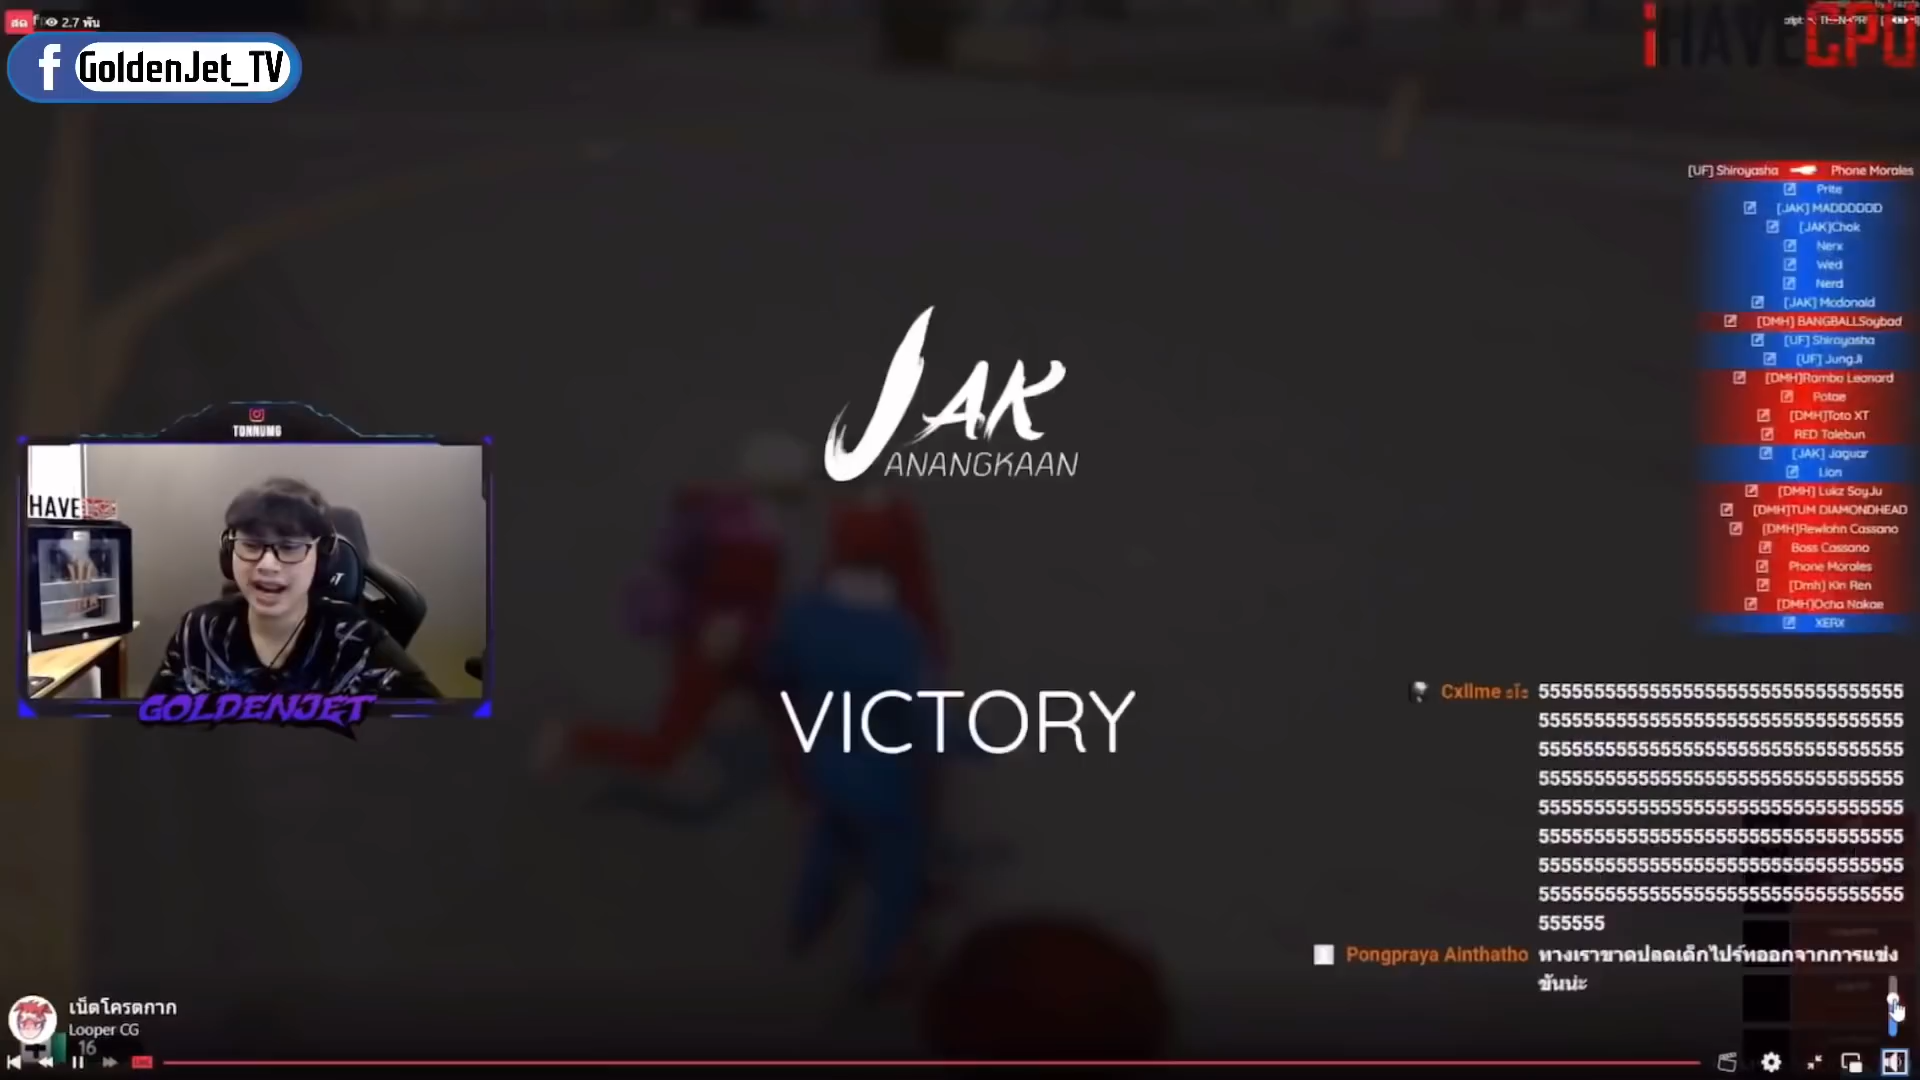 สด
2.7 พัน
GoldenJet_TV
iHAVECPU
[UF] Shiroyasha Phone Morales
Prite
[JAK] MADDDDDD
[JAK]Chok
Nerx
Wed
Nerd
[JAK] Mcdonald
[DMH] BANGBALLSoybad
[UF] Shiroyasha
[UF] JungJi
[DMH]Rambo Leonard
Potae
[DMH]Toto XT
RED Talebun
[JAK] Jaguar
Lion
[DMH] Lukz SoyJu
[DMH]TUM DIAMONDHEAD
[DMH]Rewlohn Cassano
Boss Cassano
Phone Morales
[Dmh] Kin Ren
[DMH]Ocha Nakae
XERX
JAK
ANANGKAAN
VICTORY
TONNUMG
HAVE
GOLDENJET
Cxllme 555555555555555555555555555555555
555555555555555555555555555555555
555555555555555555555555555555555
555555555555555555555555555555555
555555555555555555555555555555555
555555555555555555555555555555555
555555555555555555555555555555555
555555555555555555555555555555555
555555
Pongpraya Ainthatho ทางเราขาดปลดเด็กไปร์ทออกจากการแข่ง
ขันน่ะ
เน็ตโครตกาก
Looper CG
16
LIVE